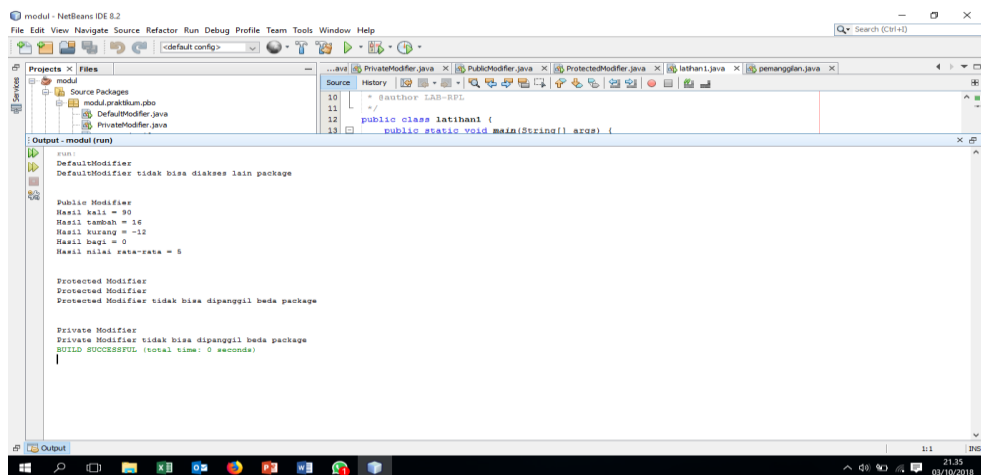 modul - NetBeans IDE 8.2
File Edit View Navigate Source Refactor Run Debug Profile Team Tools Window Help
Search (Ctrl+I)
<default config>
Projects × Files
...ava PrivateModifier.java × PublicModifier.java × ProtectedModifier.java × latihan1.java × pemanggilan.java ×
Services
modul
Source Packages
modul.praktikum.pbo
DefaultModifier.java
PrivateModifier.java
Source History
10 * @author LAB-RPL
11 */
12 public class latihan1 {
13 public static void main(String[] args) {
Output - modul (run)
run:
DefaultModifier
DefaultModifier tidak bisa diakses lain package
Public Modifier
Hasil kali = 90
Hasil tambah = 16
Hasil kurang = -12
Hasil bagi = 0
Hasil nilai rata-rata = 5
Protected Modifier
Protected Modifier
Protected Modifier tidak bisa dipanggil beda package
Private Modifier
Private Modifier tidak bisa dipanggil beda package
BUILD SUCCESSFUL (total time: 0 seconds)
Output
1:1 INS
21.35
03/10/2018